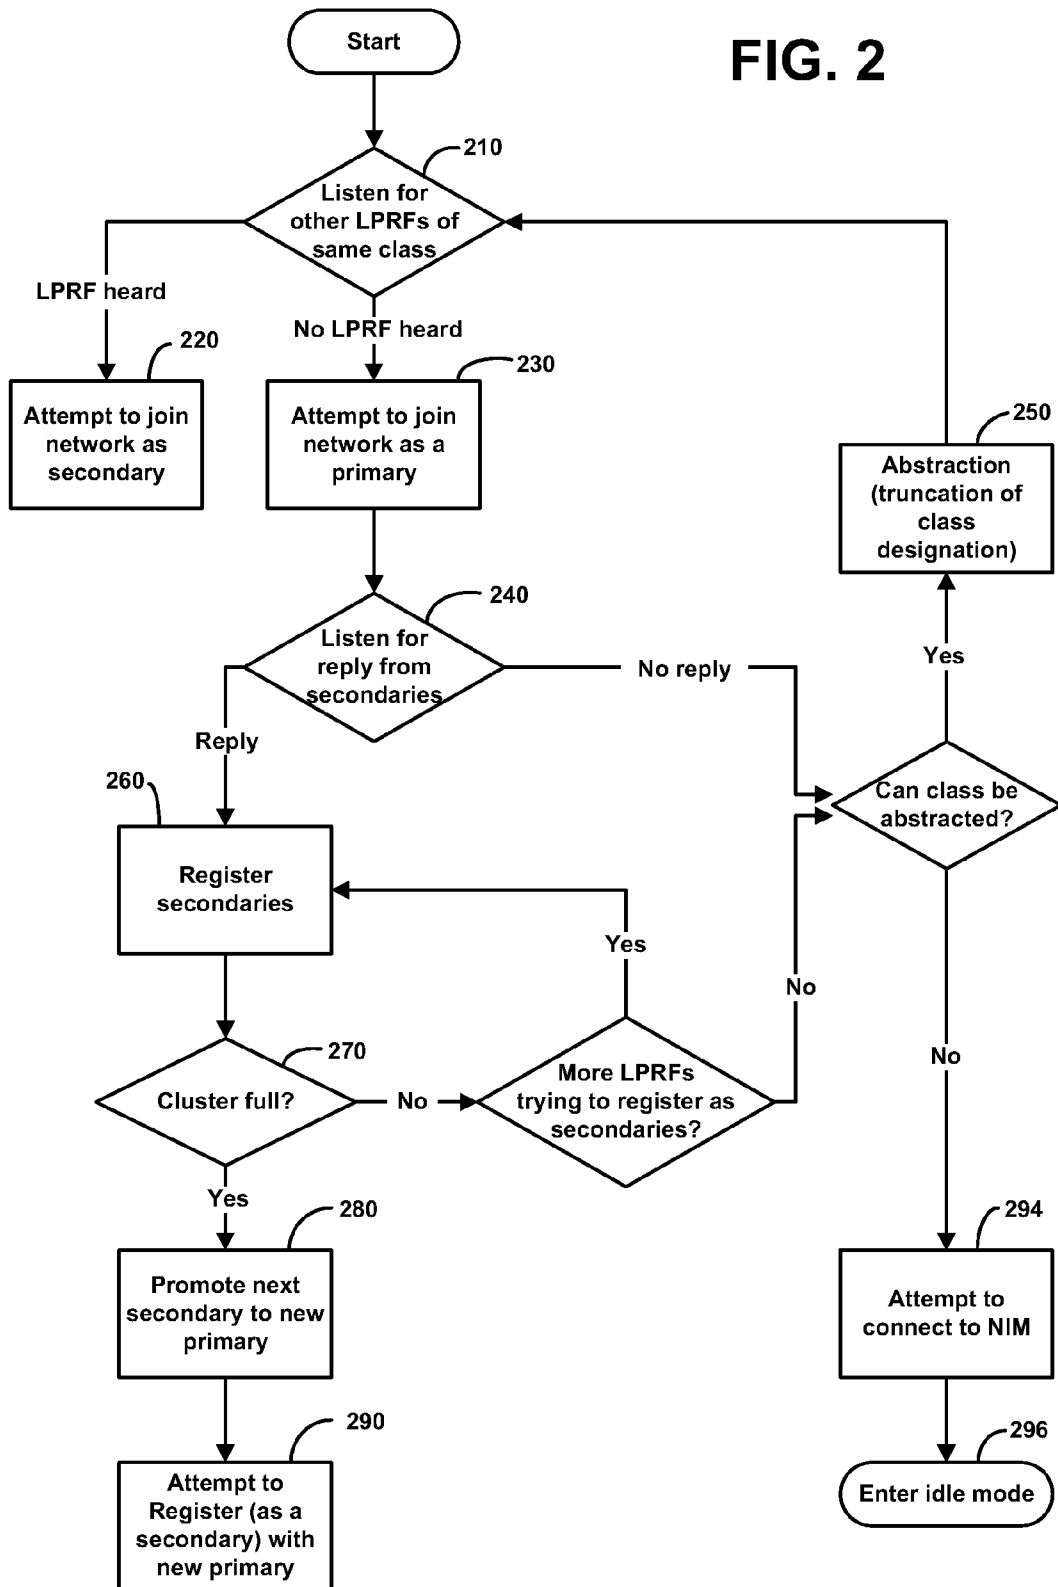 Start
FIG. 2
210
Listen for
other LPRFs of
same class
LPRF heard
No LPRF heard
220
230
Attempt to join
network as
secondary
Attempt to join
network as a
primary
250
Abstraction
(truncation of
class
designation)
240
Listen for
reply from
secondaries
No reply
Yes
Reply
260
Can class be
abstracted?
Register
secondaries
Yes
No
270
Cluster full?
No
More LPRFs
trying to register as
secondaries?
No
Yes
280
294
Promote next
secondary to new
primary
Attempt to
connect to NIM
290
296
Attempt to
Register (as a
secondary) with
new primary
Enter idle mode